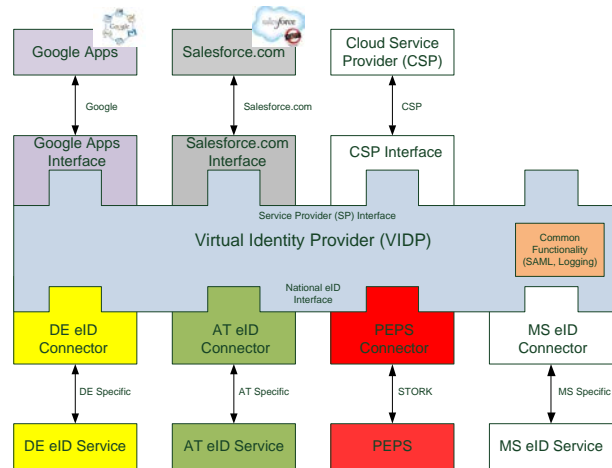 Google
salesforce
Google Apps
Salesforce.com
Cloud Service
Provider (CSP)
Google
Salesforce.com
CSP
Google Apps
Interface
Salesforce.com
Interface
CSP Interface
Service Provider (SP) Interface
Virtual Identity Provider (VIDP)
Common
Functionality
(SAML, Logging)
National eID
Interface
DE eID
Connector
AT eID
Connector
PEPS
Connector
MS eID
Connector
DE Specific
AT Specific
STORK
MS Specific
DE eID Service
AT eID Service
PEPS
MS eID Service